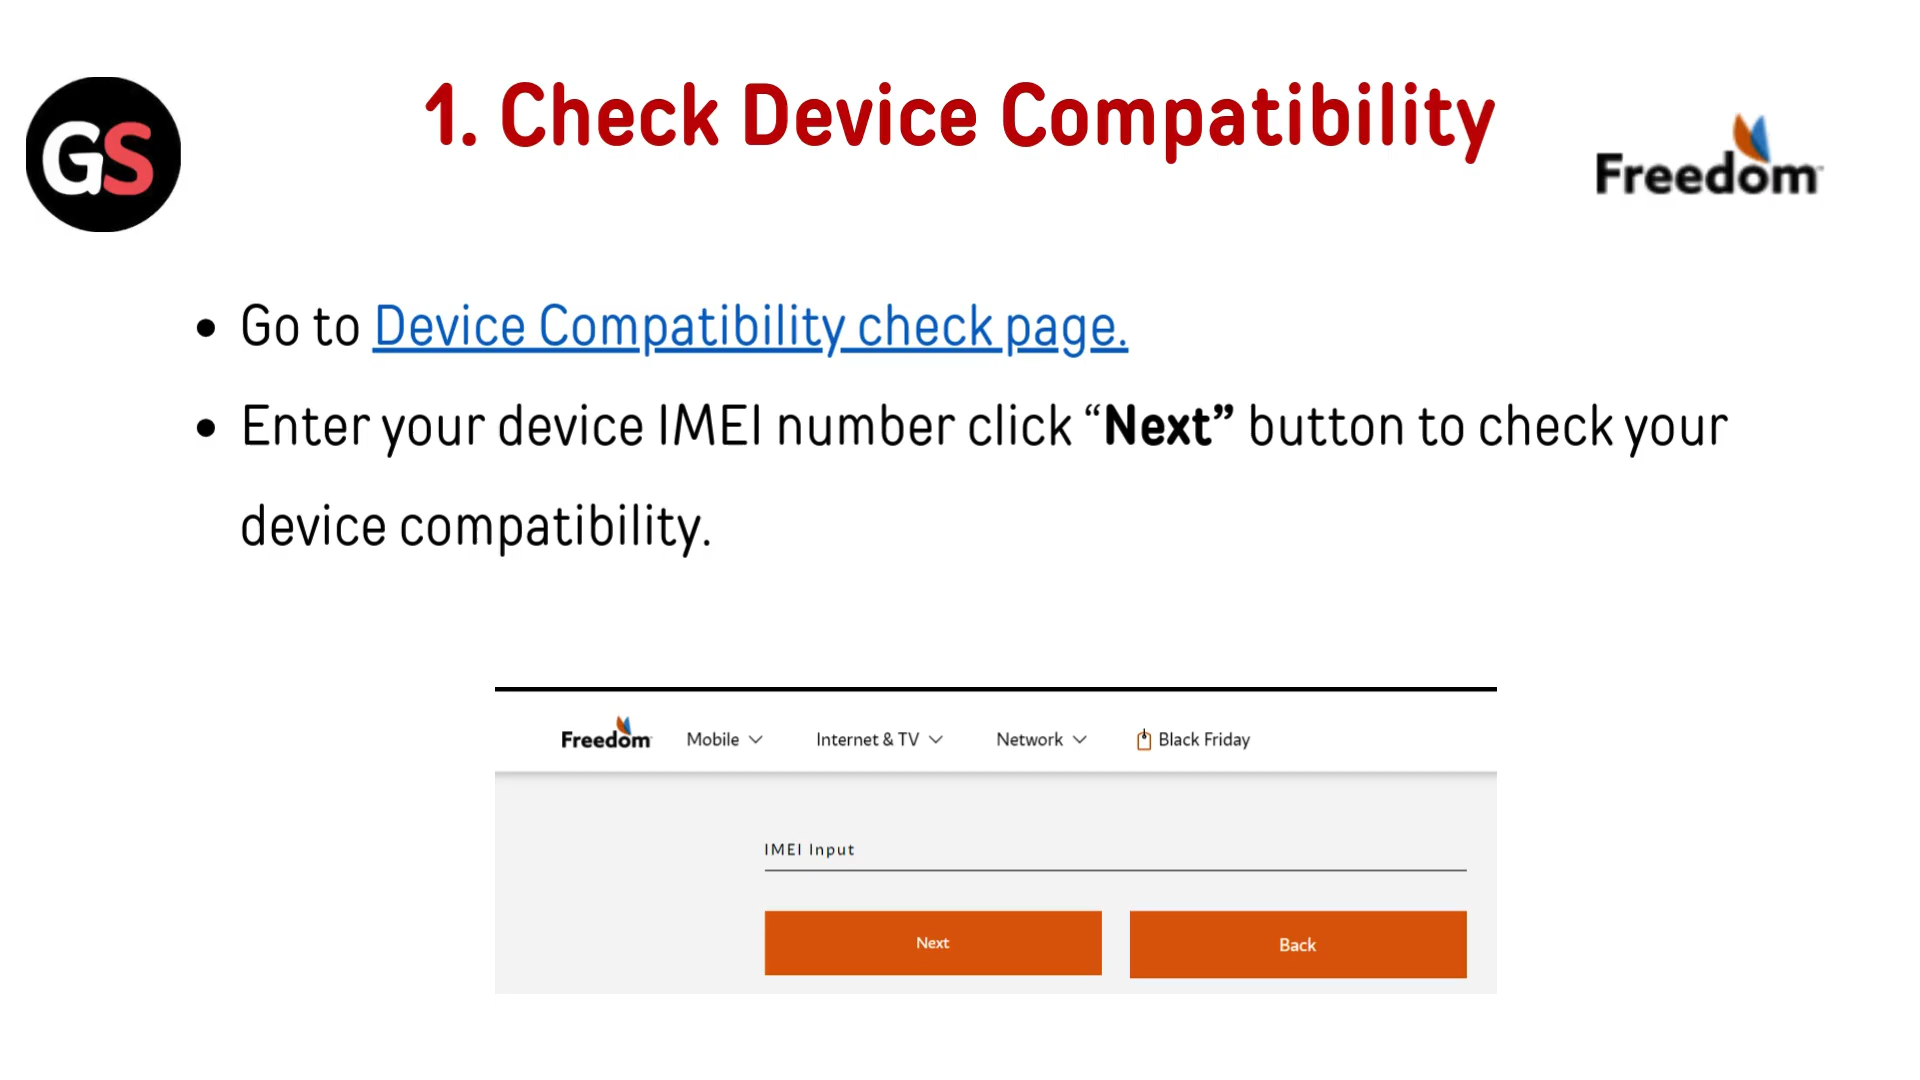 GS
1. Check Device Compatibility
Freedom
• Go to Device Compatibility check page.
• Enter your device IMEI number click “Next” button to check your
device compatibility.
Freedom Mobile Internet & TV Network Black Friday
IMEI Input
Next Back